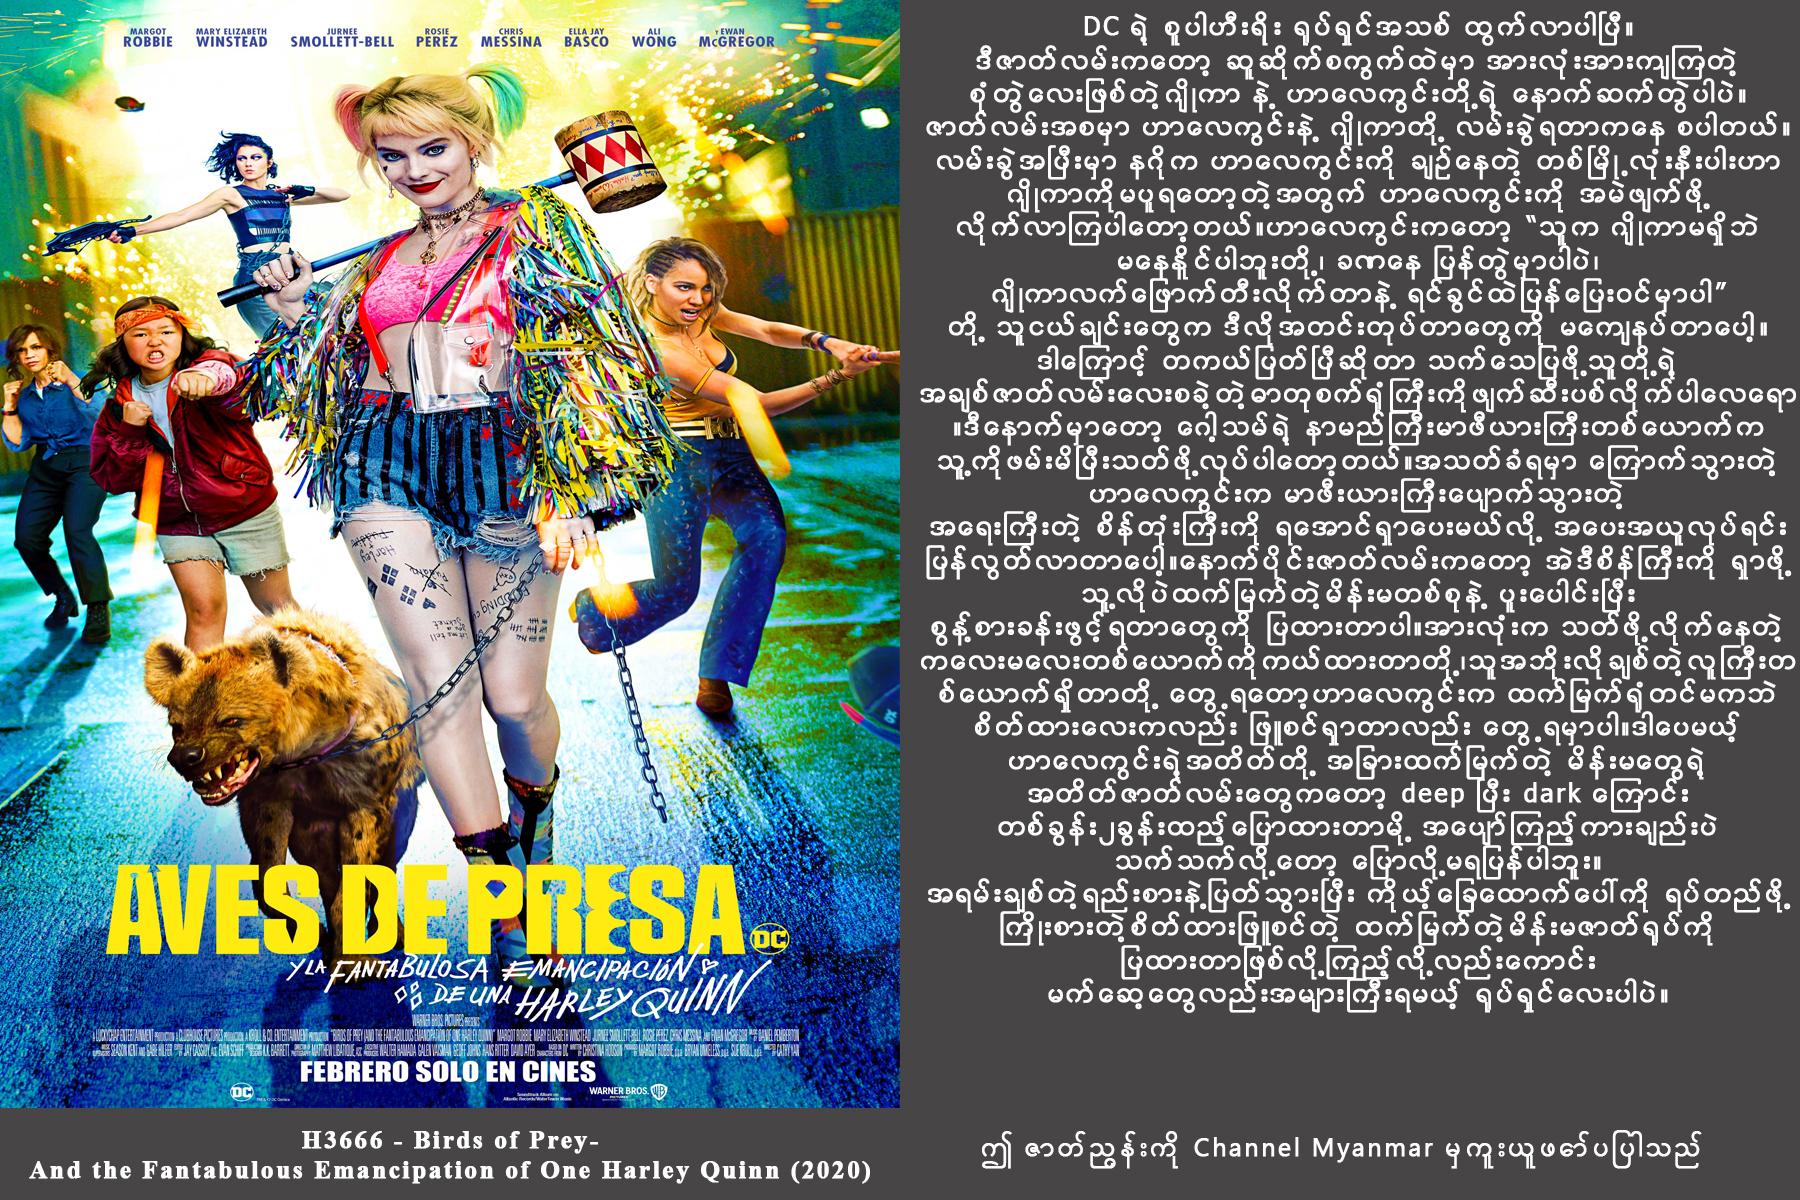 MARGOT ROBBIE
MARY ELIZABETH WINSTEAD
JURNEE SMOLLETT-BELL
ROSIE PEREZ
CHRIS MESSINA
ELLA JAY BASCO
ALI WONG
Y EWAN McGREGOR
AVES DE PRESA
DC
Y LA FANTABULOSA EMANCIPACIÓN
DE UNA HARLEY QUINN
WARNER BROS. PICTURES PRESENTS
FEBRERO SOLO EN CINES
DC
WARNER BROS. PICTURES
WB
H3666 - Birds of Prey-
And the Fantabulous Emancipation of One Harley Quinn (2020)
DC ရဲ့ စူပါဟီးရိုး ရုပ်ရှင်အသစ် ထွက်လာပါပြီ။
ဒီဇာတ်လမ်းကတော့ ဆူဆိုက်စကွက်ထဲမှာ အားလုံးအားကျကြတဲ့
စုံတွဲလေးဖြစ်တဲ့ဂျိုကာ နဲ့ ဟာလေကွင်းတို့ရဲ့ နောက်ဆက်တွဲပါပဲ။
ဇာတ်လမ်းအစမှာ ဟာလေကွင်းနဲ့ ဂျိုကာတို့ လမ်းခွဲရတာကနေ စပါတယ်။
လမ်းခွဲအပြီးမှာ နဂိုက ဟာလေကွင်းကို ချဉ်နေတဲ့ တစ်မြို့လုံးနီးပါးဟာ
ဂျိုကာကိုမပူရတော့တဲ့အတွက် ဟာလေကွင်းကို အမဲဖျက်ဖို့
လိုက်လာကြပါတော့တယ်။ဟာလေကွင်းကတော့ “သူက ဂျိုကာမရှိဘဲ
မနေနိူင်ပါဘူးတို့၊ ခဏနေ ပြန်တွဲမှာပါပဲ၊
ဂျိုကာလက်ဖြောက်တီးလိုက်တာနဲ့ ရင်ခွင်ထဲပြန်ပြေးဝင်မှာပါ”
တို့ သူငယ်ချင်းတွေက ဒီလိုအတင်းတုပ်တာတွေကို မကျေနပ်တာပေါ့။
ဒါကြောင့် တကယ်ပြတ်ပြီဆိုတာ သက်သေပြဖို့သူတို့ရဲ့
အချစ်ဇာတ်လမ်းလေးစခဲ့တဲ့ဓာတုစက်ရုံကြီးကိုဖျက်ဆီးပစ်လိုက်ပါလေရော
။ဒီနောက်မှာတော့ ဂေါ့သမ်ရဲ့ နာမည်ကြီးမာဖီယားကြီးတစ်ယောက်က
သူ့ကိုဖမ်းမိပြီးသတ်ဖို့လုပ်ပါတော့တယ်။အသတ်ခံရမှာ ကြောက်သွားတဲ့
ဟာလေကွင်းက မာဖီးယားကြီးပျောက်သွားတဲ့
အရေးကြီးတဲ့ စိန်တုံးကြီးကို ရအောင်ရှာပေးမယ်လို့ အပေးအယူလုပ်ရင်း
ပြန်လွတ်လာတာပေါ့။နောက်ပိုင်းဇာတ်လမ်းကတော့ အဲဒီစိန်ကြီးကို ရှာဖို့
သူ့လိုပဲထက်မြက်တဲ့မိန်းမတစ်စုနဲ့ ပူးပေါင်းပြီး
စွန့်စားခန်းဖွင့်ရတာတွေကို ပြထားတာပါ။အားလုံးက သတ်ဖို့လိုက်နေတဲ့
ကလေးမလေးတစ်ယောက်ကိုကယ်ထားတာတို့၊သူအဘိုးလိုချစ်တဲ့လူကြီးတ
စ်ယောက်ရှိတာတို့ တွေ့ရတော့ဟာလေကွင်းက ထက်မြက်ရုံတင်မကဘဲ
စိတ်ထားလေးကလည်း ဖြူစင်ရှာတာလည်း တွေ့ရမှာပါ။ဒါပေမယ့်
ဟာလေကွင်းရဲ့အတိတ်တို့ အခြားထက်မြက်တဲ့ မိန်းမတွေရဲ့
အတိတ်ဇာတ်လမ်းတွေကတော့ deep ပြီး dark ကြောင်း
တစ်ခွန်း၂ခွန်းထည့်ပြောထားတာမို့ အပျော်ကြည့်ကားချည်းပဲ
သက်သက်လို့တော့ ပြောလို့မရပြန်ပါဘူး။
အရမ်းချစ်တဲ့ရည်းစားနဲ့ပြတ်သွားပြီး ကိုယ့်ခြေထောက်ပေါ်ကို ရပ်တည်ဖို့
ကြိုးစားတဲ့စိတ်ထားဖြူစင်တဲ့ ထက်မြက်တဲ့မိန်းမဇာတ်ရုပ်ကို
ပြထားတာဖြစ်လို့ကြည့်လို့လည်းကောင်း
မက်ဆေ့တွေလည်းအများကြီးရမယ့် ရုပ်ရှင်လေးပါပဲ။
ဤ ဇာတ်ညွှန်းကို Channel Myanmar မှကူးယူဖော်ပပြါသည်